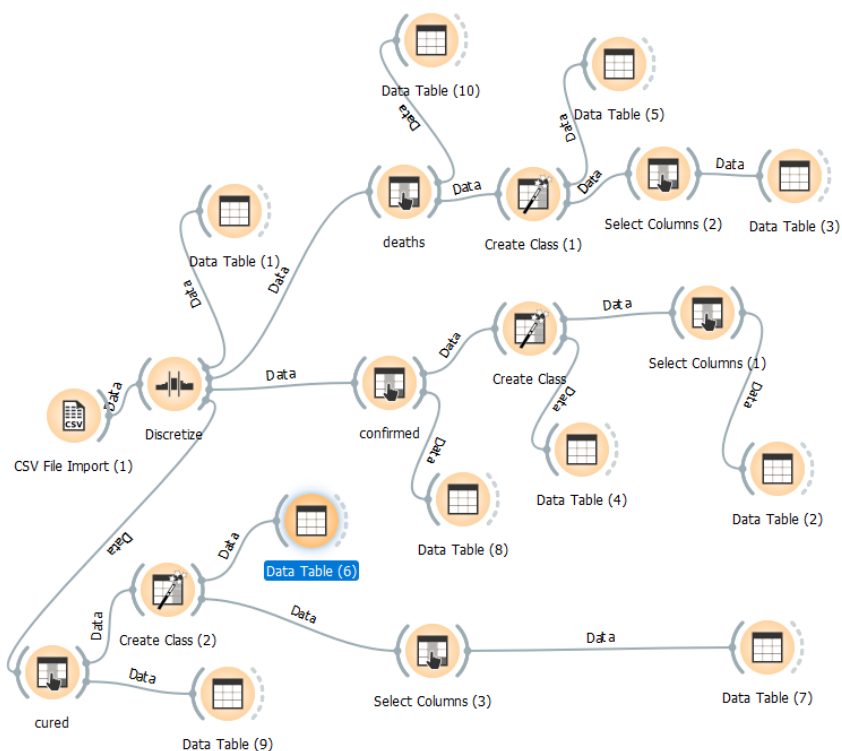 Data Table (10)
Data
Data Table (5)
Data
deaths
Data
Create Class (1)
Data
Select Columns (2)
Data
Data Table (3)
Data Table (1)
Data
Data
CSV
CSV File Import (1)
Data
Discretize
Data
confirmed
Data
Create Class
Data
Select Columns (1)
Data
Data Table (4)
Data
Data Table (2)
Data
Data Table (8)
Data
cured
Data
Create Class (2)
Data
Data Table (6)
Data
Data Table (9)
Data
Select Columns (3)
Data
Data Table (7)